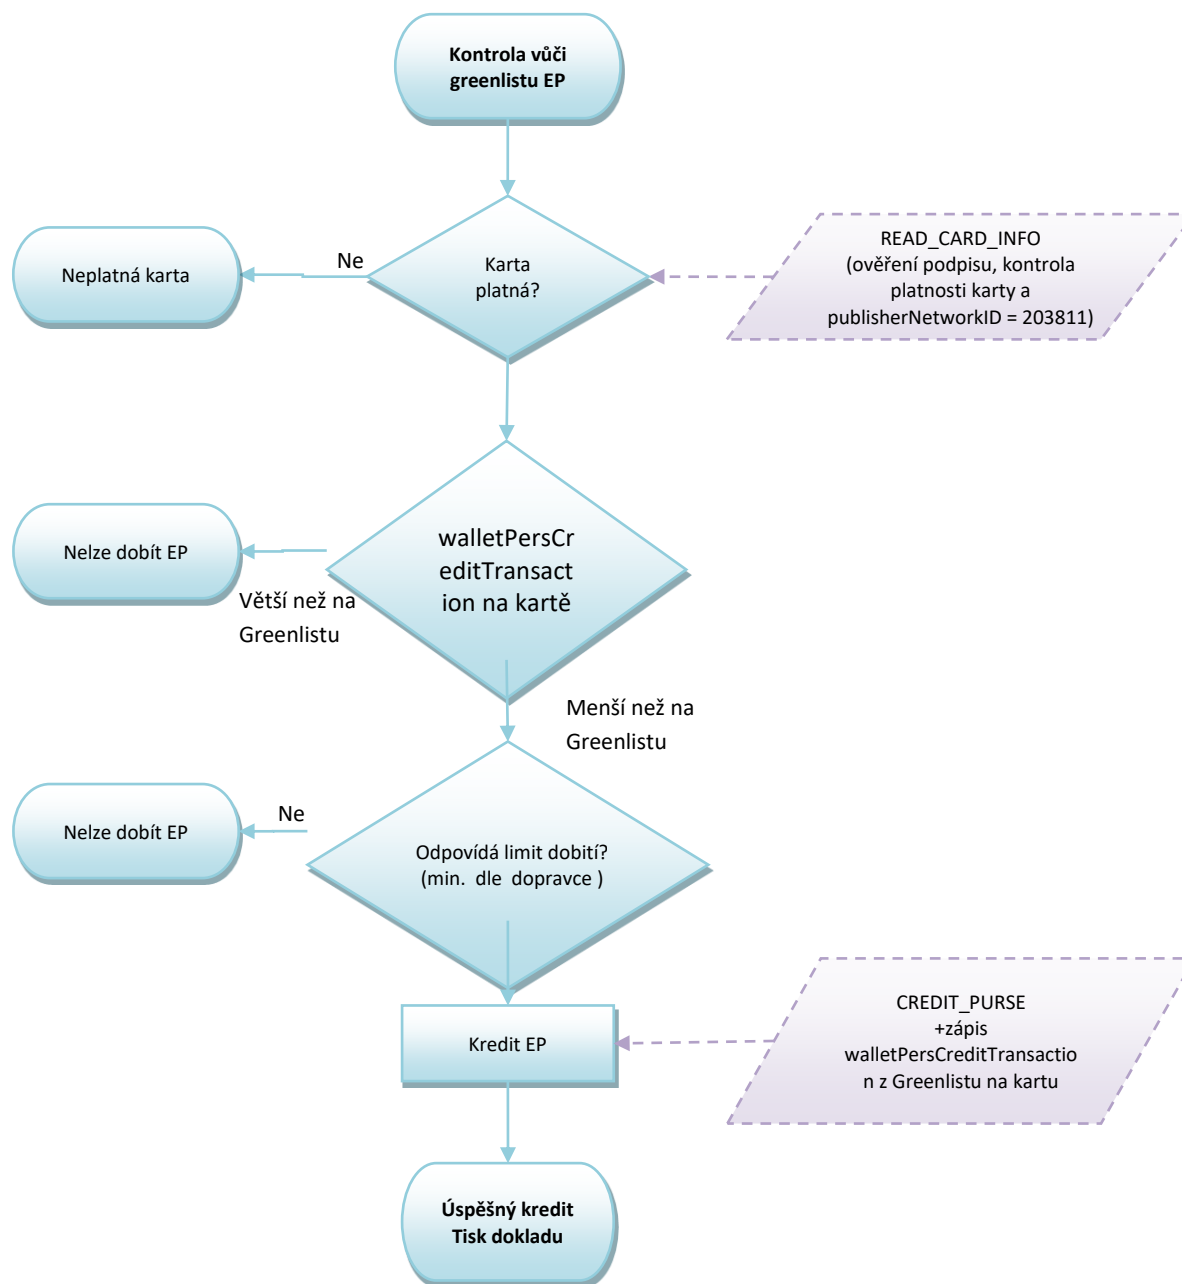 Kontrola vůči
greenlistu EP
Ne
Neplatná karta
Karta
platná?
READ_CARD_INFO
(ověření podpisu, kontrola
platnosti karty a
publisherNetworkID = 203811)
Nelze dobít EP
walletPersCr
editTransact
ion na kartě
Větší než na
Greenlistu
Menší než na
Greenlistu
Nelze dobít EP
Ne
Odpovídá limit dobití?
(min. dle dopravce )
Kredit EP
CREDIT_PURSE
+zápis
walletPersCreditTransactio
n z Greenlistu na kartu
Úspěšný kredit
Tisk dokladu